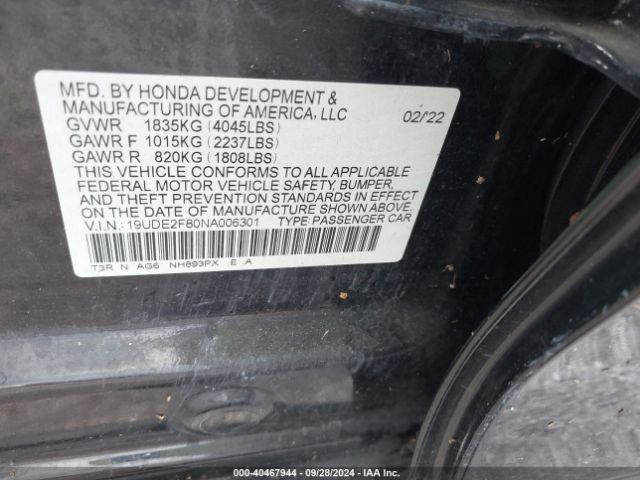 MFD. BY HONDA DEVELOPMENT &
MANUFACTURING OF AMERICA, LLC 02/22
GVWR 1835KG (4045LBS)
GAWR F 1015KG (2237LBS)
GAWR R 820KG (1808LBS)
THIS VEHICLE CONFORMS TO ALL APPLICABLE
FEDERAL MOTOR VEHICLE SAFETY, BUMPER,
AND THEFT PREVENTION STANDARDS IN EFFECT
ON THE DATE OF MANUFACTURE SHOWN ABOVE.
V.I.N.: 19UDE2F80NA006301 TYPE: PASSENGER CAR
T3R N AG6 NH893PX E A
000-40467944 - 09/28/2024 - IAA Inc.